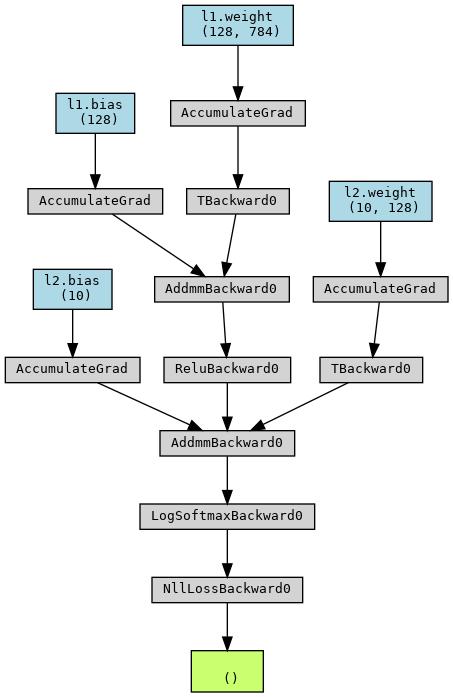 l1.weight
(128, 784)
l1.bias
(128)
AccumulateGrad
AccumulateGrad
TBackward0
l2.weight
(10, 128)
l2.bias
(10)
AddmmBackward0
AccumulateGrad
AccumulateGrad
ReluBackward0
TBackward0
AddmmBackward0
LogSoftmaxBackward0
NllLossBackward0
()